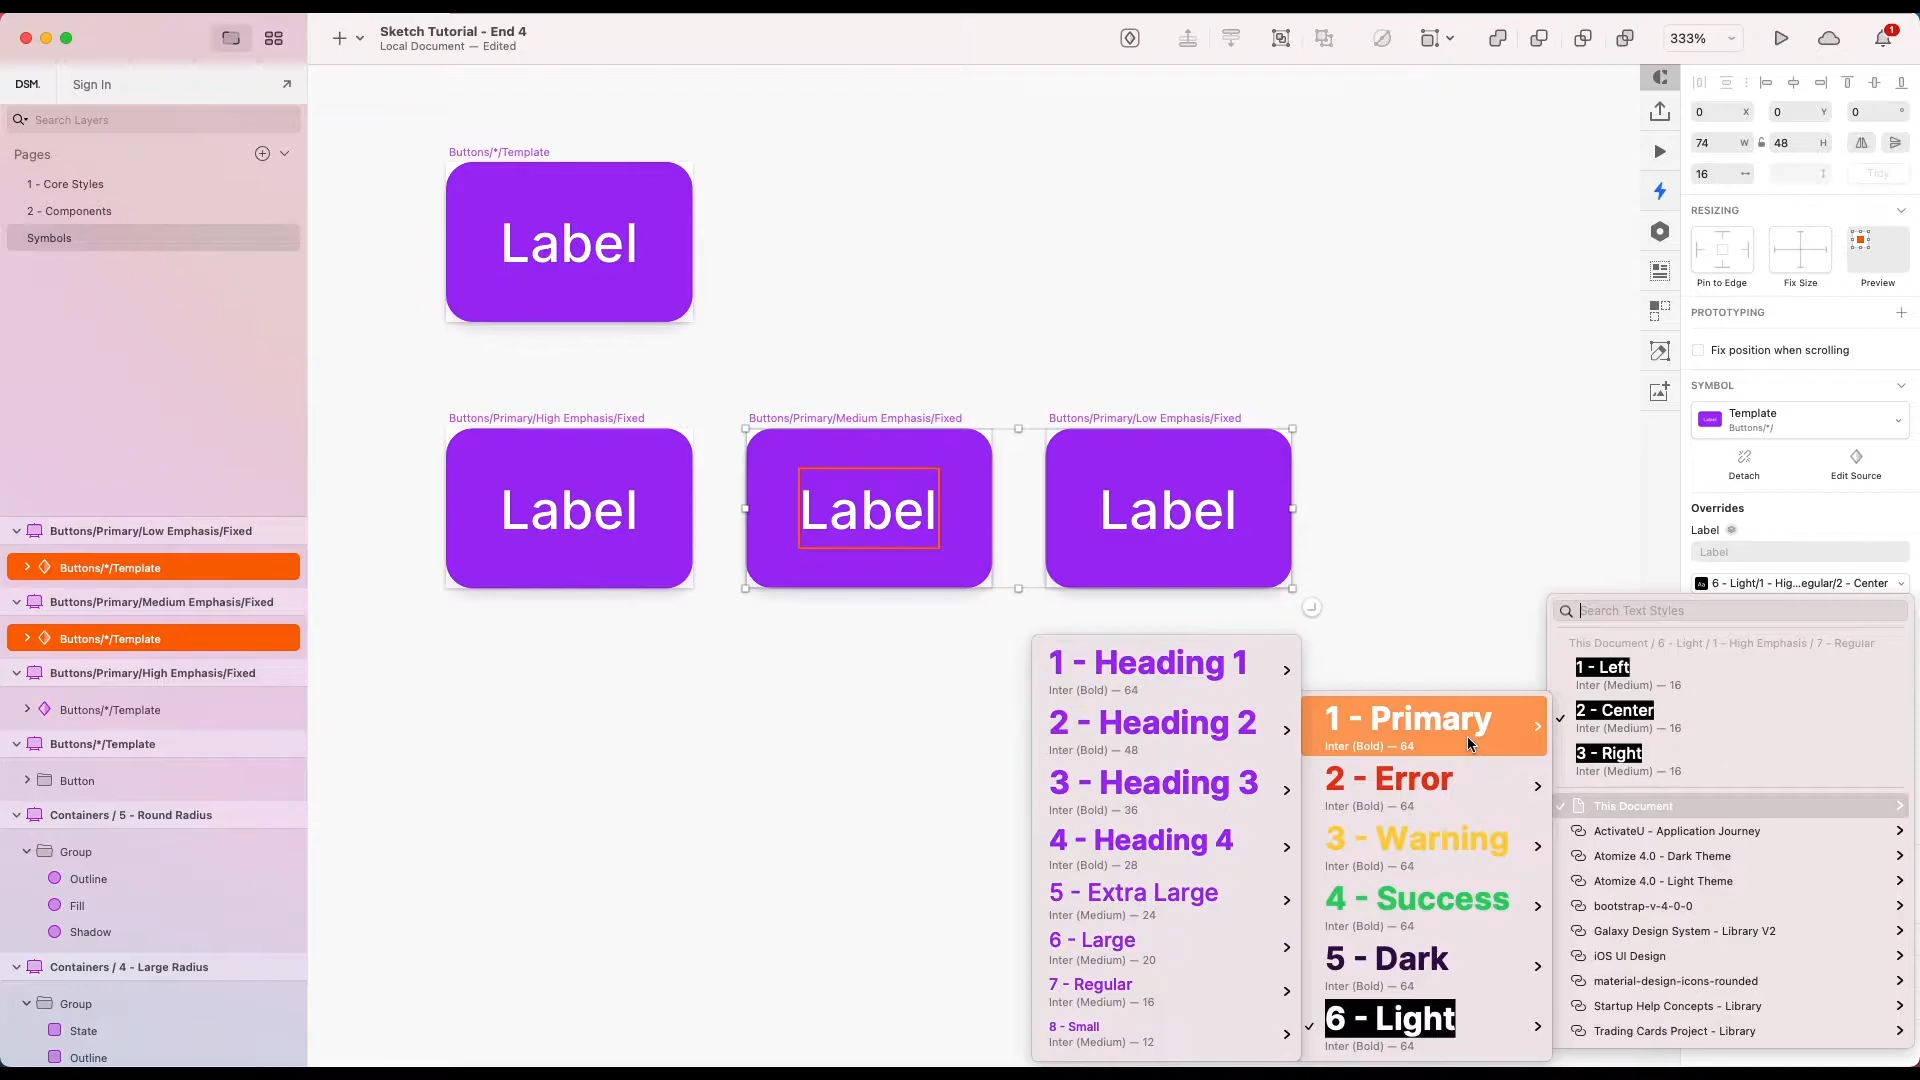 Sketch Tutorial - End 4
Local Document — Edited
333%
1
DSM.
Sign In
Search Layers
Pages
1 - Core Styles
2 - Components
Symbols
Buttons/Primary/Low Emphasis/Fixed
Buttons/*/Template
Buttons/Primary/Medium Emphasis/Fixed
Buttons/*/Template
Buttons/Primary/High Emphasis/Fixed
Buttons/*/Template
Buttons/*/Template
Button
Containers / 5 - Round Radius
Group
Outline
Fill
Shadow
Containers / 4 - Large Radius
Group
State
Outline
Buttons/*/Template
Label
Buttons/Primary/High Emphasis/Fixed
Buttons/Primary/Medium Emphasis/Fixed
Buttons/Primary/Low Emphasis/Fixed
Label
Label
Label
1 - Heading 1
Inter (Bold) — 64
2 - Heading 2
Inter (Bold) — 48
3 - Heading 3
Inter (Bold) — 36
4 - Heading 4
Inter (Bold) — 28
5 - Extra Large
Inter (Medium) — 24
6 - Large
Inter (Medium) — 20
7 - Regular
Inter (Medium) — 16
8 - Small
Inter (Medium) — 12
1 - Primary
Inter (Bold) — 64
2 - Error
Inter (Bold) — 64
3 - Warning
Inter (Bold) — 64
4 - Success
Inter (Bold) — 64
5 - Dark
Inter (Bold) — 64
6 - Light
Inter (Bold) — 64
0 X 0 Y 0 °
74 W 48 H
16 Tidy
RESIZING
Pin to Edge Fix Size Preview
PROTOTYPING
Fix position when scrolling
SYMBOL
Template
Buttons/*/
Detach Edit Source
Overrides
Label
Label
Aa 6 - Light/1 - Hig...egular/2 - Center
Search Text Styles
This Document / 6 - Light / 1 - High Emphasis / 7 - Regular
1 - Left
Inter (Medium) — 16
2 - Center
Inter (Medium) — 16
3 - Right
Inter (Medium) — 16
This Document
ActivateU - Application Journey
Atomize 4.0 - Dark Theme
Atomize 4.0 - Light Theme
bootstrap-v-4-0-0
Galaxy Design System - Library V2
iOS UI Design
material-design-icons-rounded
Startup Help Concepts - Library
Trading Cards Project - Library